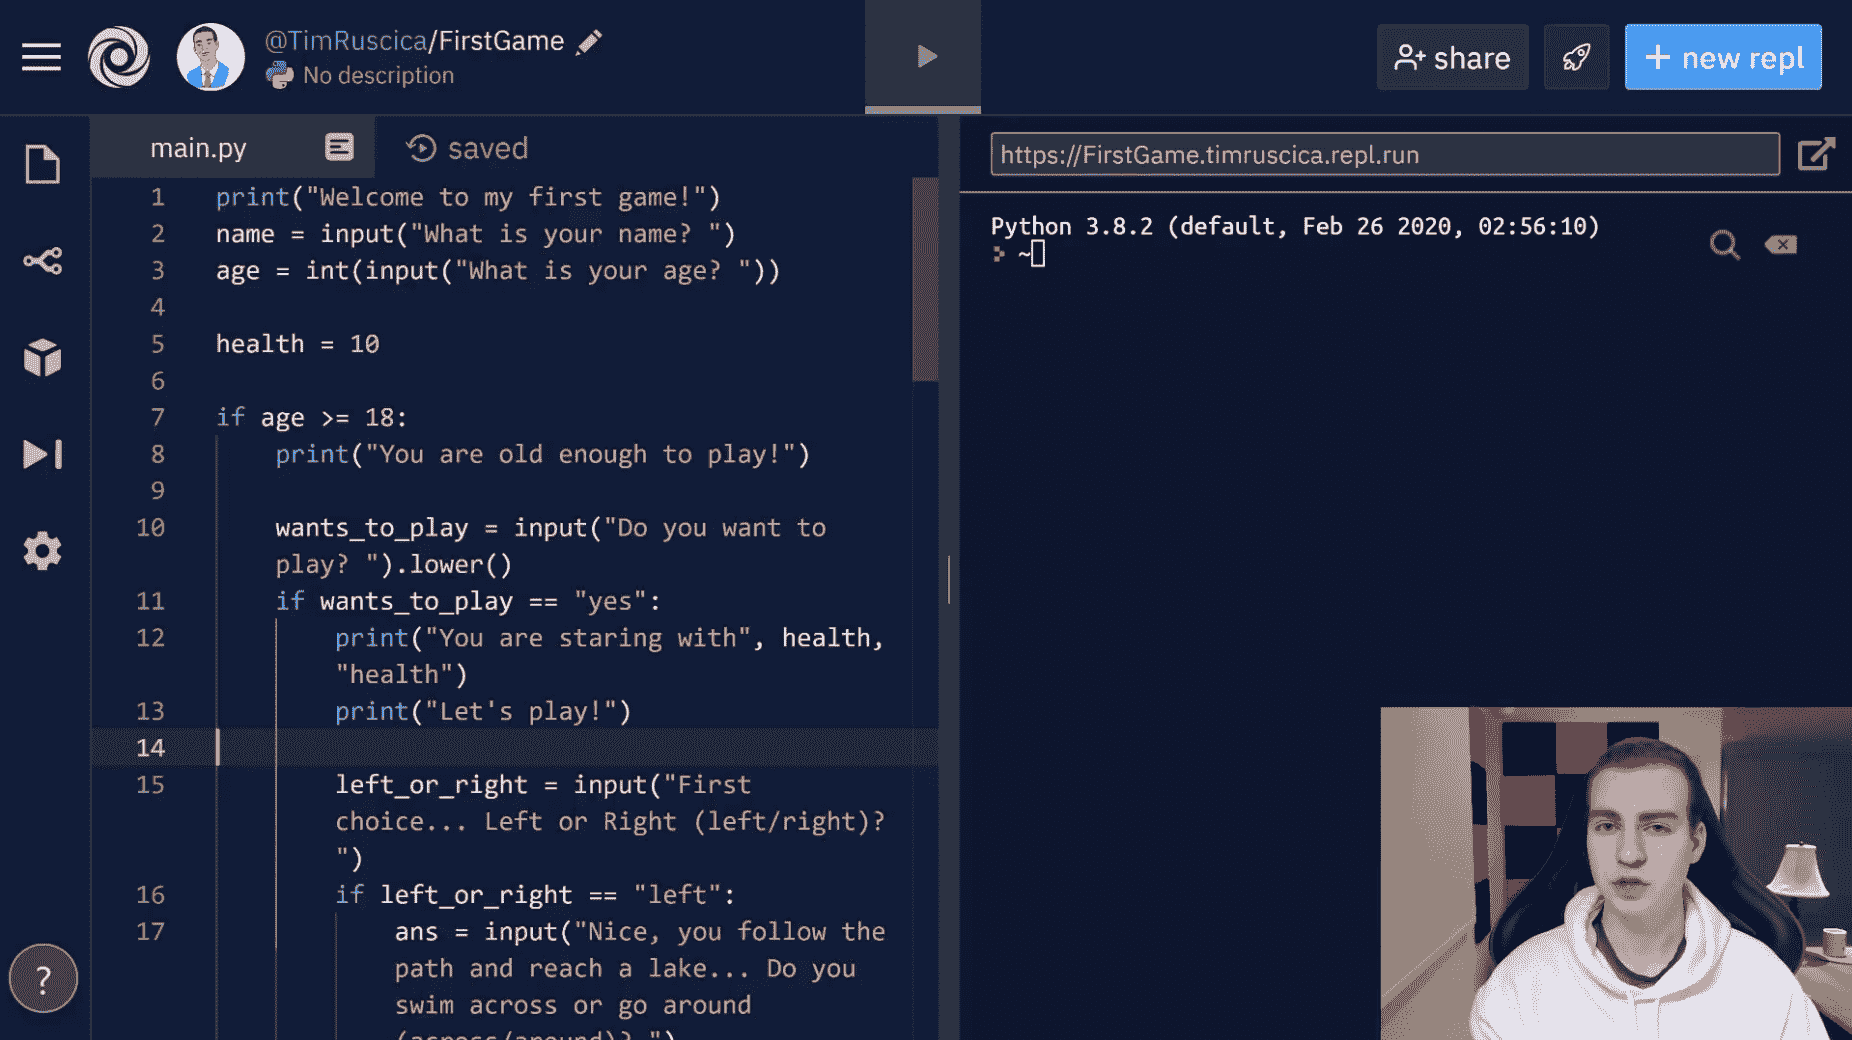 @TimRuscica/FirstGame
No description
share
+ new repl
main.py
saved
https://FirstGame.timruscica.repl.run
1 print("Welcome to my first game!")
2 name = input("What is your name? ")
3 age = int(input("What is your age? "))
4
5 health = 10
6
7 if age >= 18:
8 print("You are old enough to play!")
9
10 wants_to_play = input("Do you want to
play? ").lower()
11 if wants_to_play == "yes":
12 print("You are staring with", health,
"health")
13 print("Let's play!")
14
15 left_or_right = input("First
choice... Left or Right (left/right)?
")
16 if left_or_right == "left":
17 ans = input("Nice, you follow the
path and reach a lake... Do you
swim across or go around
(across/around)? ")
?
Python 3.8.2 (default, Feb 26 2020, 02:56:10)
~